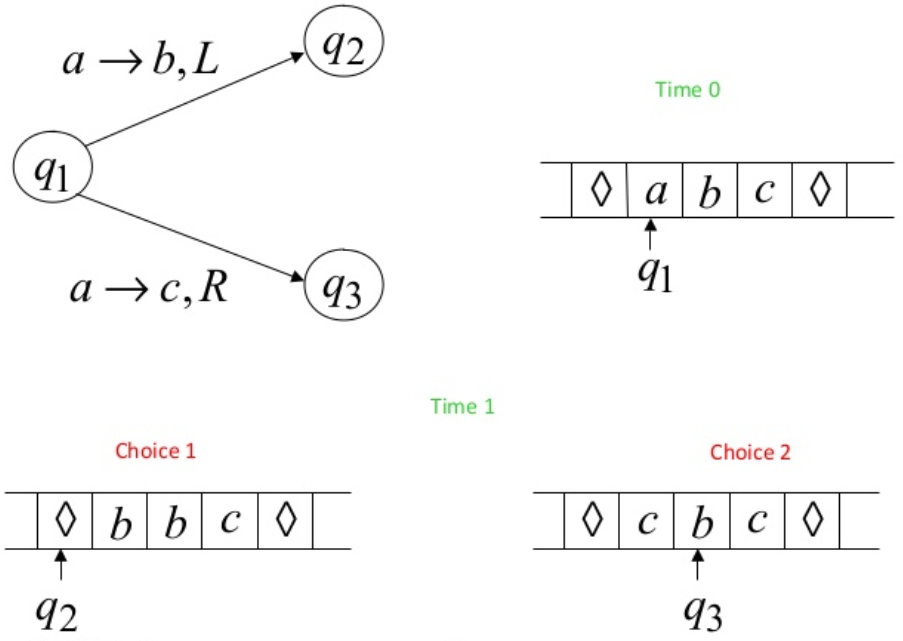 a → b, L
q2
q1
a → c, R
q3
Time 0
◊ a b c ◊
q1
Time 1
Choice 1
◊ b b c ◊
q2
Choice 2
◊ c b c ◊
q3